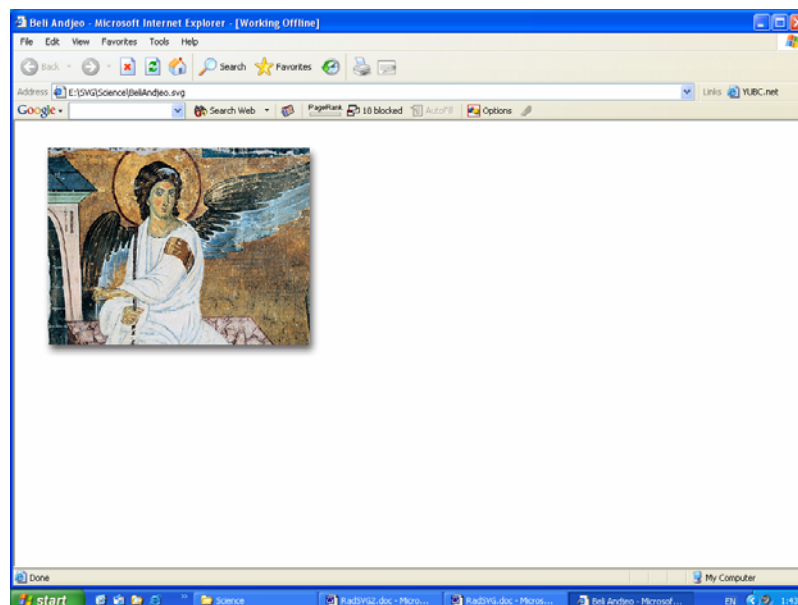 Beli Andjeo - Microsoft Internet Explorer - [Working Offline]
File Edit View Favorites Tools Help
Back Search Favorites
Address E:\SVG\Science\BeliAndjeo.svg Links YUBC.net
Google Search Web PageRank 10 blocked AutoFill Options
Done My Computer
start Science RadSVG2.doc - Micro... RadSVG.doc - Micros... Beli Andjeo - Microsof... EN 1:43